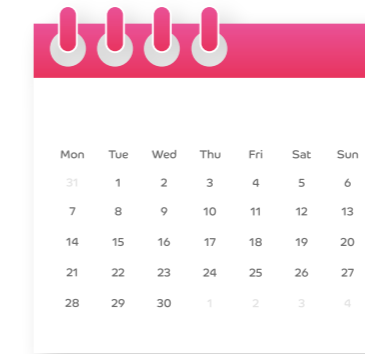 Mon Tue Wed Thu Fri Sat Sun
31 1 2 3 4 5 6
7 8 9 10 11 12 13
14 15 16 17 18 19 20
21 22 23 24 25 26 27
28 29 30 1 2 3 4